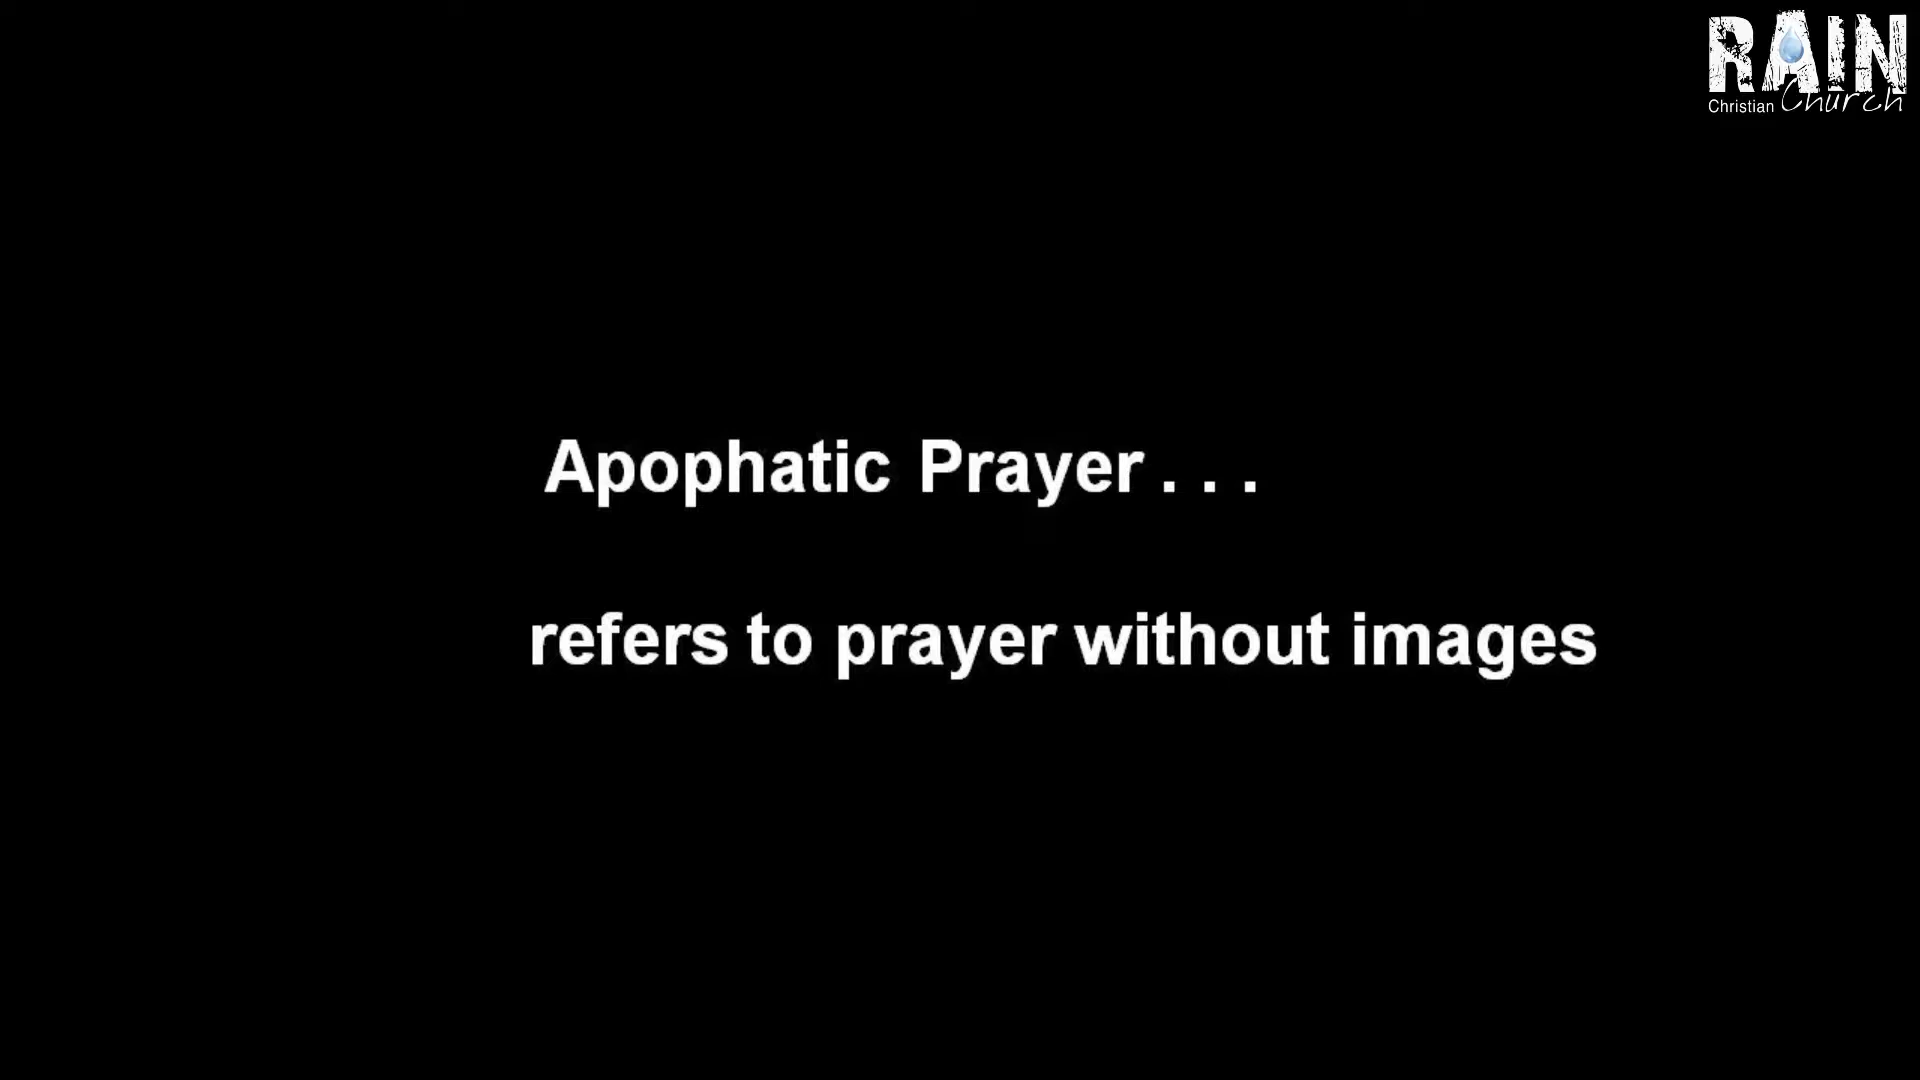 RAIN
Christian Church
Apophatic Prayer . . .
refers to prayer without images